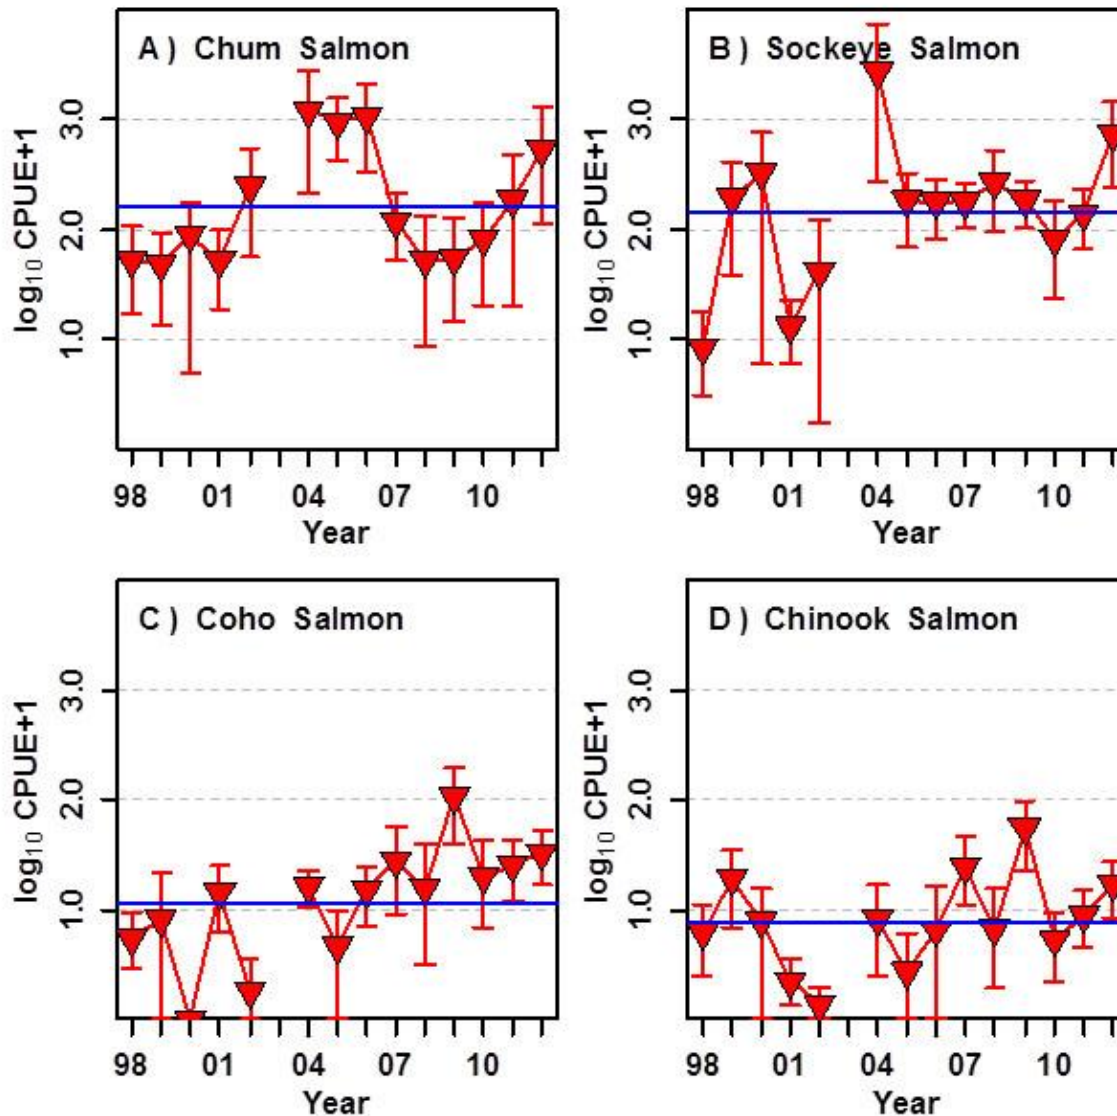 A) Chum Salmon
log₁₀ CPUE+1
3.0
2.0
1.0
98 01 04 07 10
Year
B) Sockeye Salmon
log₁₀ CPUE+1
3.0
2.0
1.0
98 01 04 07 10
Year
C) Coho Salmon
log₁₀ CPUE+1
3.0
2.0
1.0
98 01 04 07 10
Year
D) Chinook Salmon
log₁₀ CPUE+1
3.0
2.0
1.0
98 01 04 07 10
Year